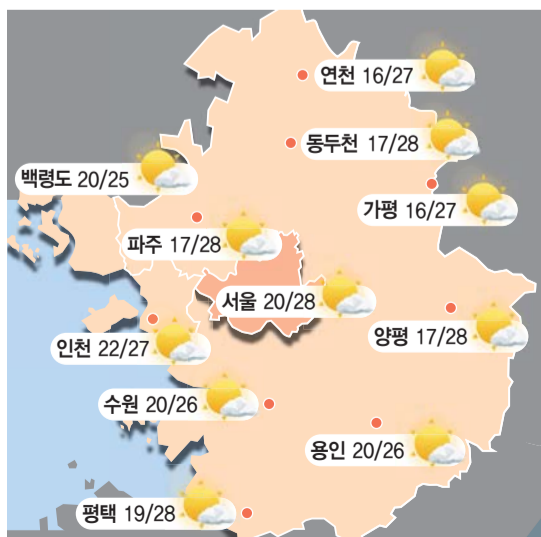 연천 16/27
동두천 17/28
백령도 20/25
가평 16/27
파주 17/28
서울 20/28
양평 17/28
인천 22/27
수원 20/26
용인 20/26
평택 19/28